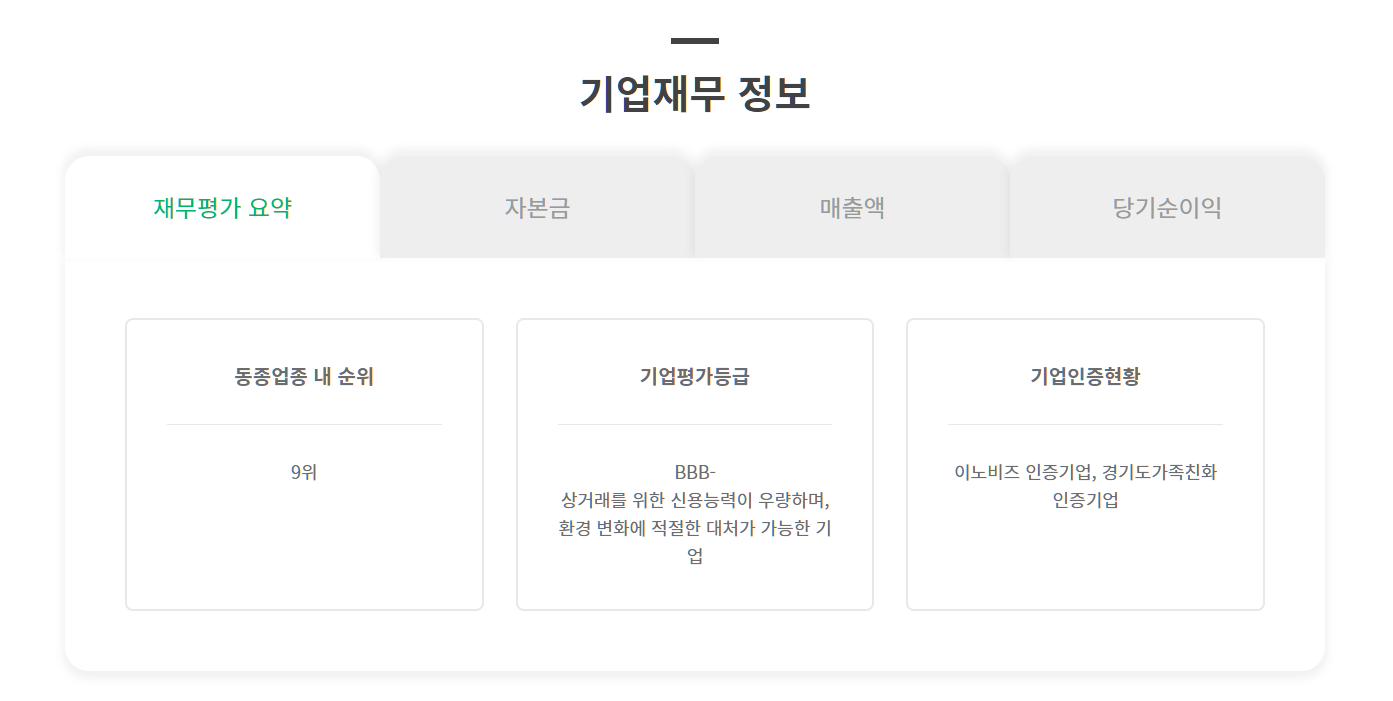 기업재무 정보
재무평가 요약
자본금
매출액
당기순이익
동종업종 내 순위
9위
기업평가등급
BBB-
상거래를 위한 신용능력이 우량하며,
환경 변화에 적절한 대처가 가능한 기
업
기업인증현황
이노비즈 인증기업, 경기도가족친화
인증기업